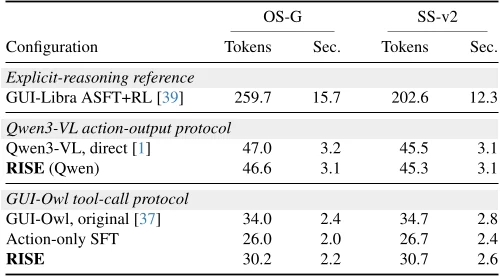 OS-G SS-v2
Configuration Tokens Sec. Tokens Sec.
Explicit-reasoning reference
GUI-Libra ASFT+RL [39] 259.7 15.7 202.6 12.3
Qwen3-VL action-output protocol
Qwen3-VL, direct [1] 47.0 3.2 45.5 3.1
RISE (Qwen) 46.6 3.1 45.3 3.1
GUI-Owl tool-call protocol
GUI-Owl, original [37] 34.0 2.4 34.7 2.8
Action-only SFT 26.0 2.0 26.7 2.4
RISE 30.2 2.2 30.7 2.6